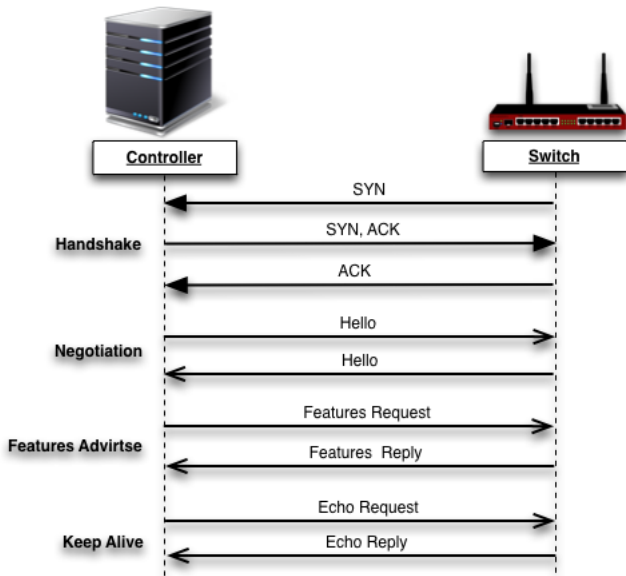 Controller
Switch
SYN
Handshake
SYN, ACK
ACK
Hello
Negotiation
Hello
Features Request
Features Advirtse
Features Reply
Echo Request
Keep Alive
Echo Reply